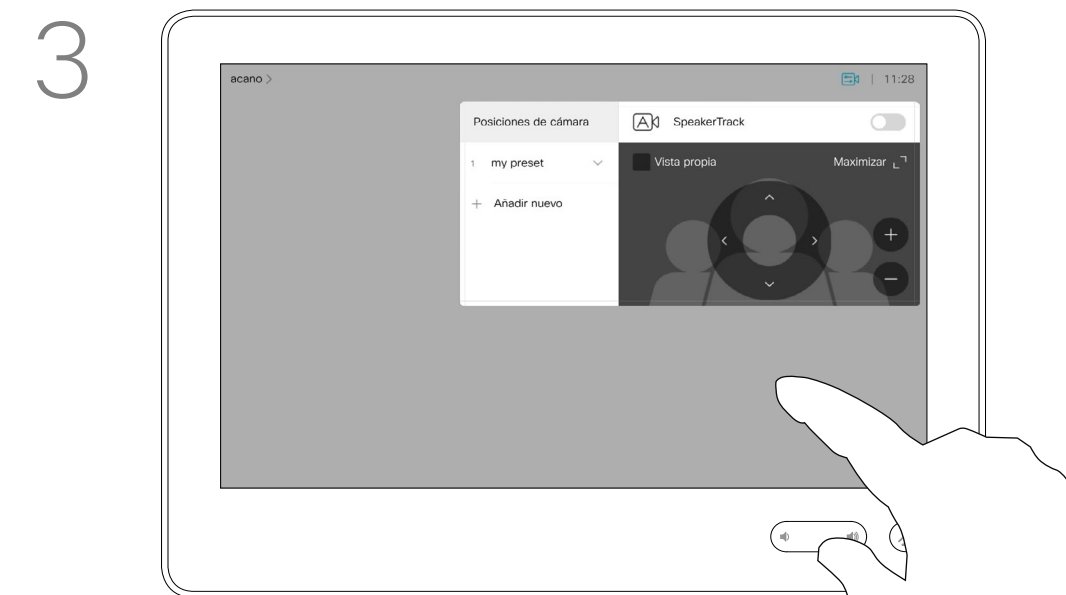 3
acano >
11:28
Posiciones de cámara
SpeakerTrack
1 my preset
Vista propia
Maximizar
+ Añadir nuevo